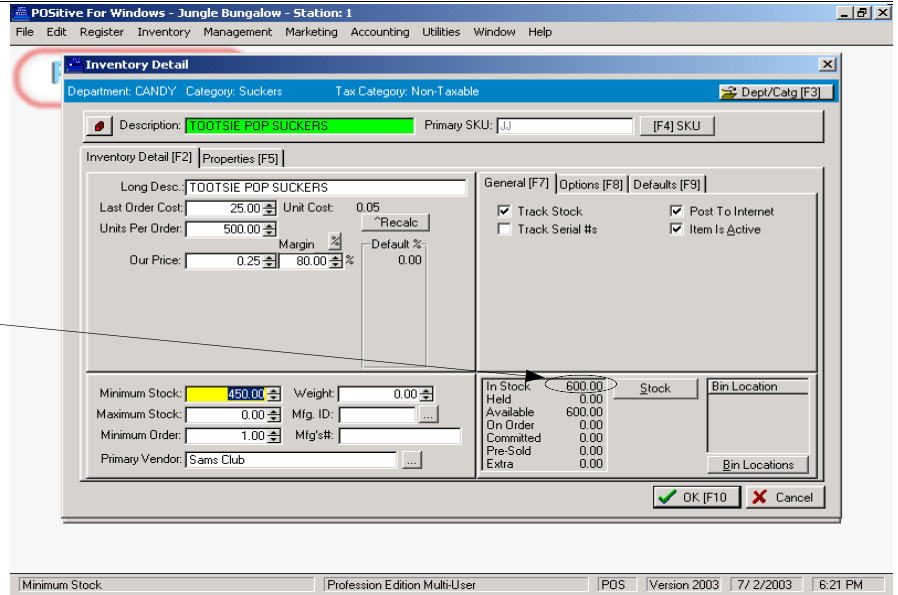 POSitive For Windows - Jungle Bungalow - Station: 1
File Edit Register Inventory Management Marketing Accounting Utilities Window Help
Inventory Detail
Department: CANDY Category: Suckers Tax Category: Non-Taxable Dept/Catg [F3]
Description: TOOTSIE POP SUCKERS Primary SKU: JJ [F4] SKU
Inventory Detail [F2] Properties [F5]
Long Desc.: TOOTSIE POP SUCKERS General [F7] Options [F8] Defaults [F9]
Last Order Cost: 25.00 Unit Cost: 0.05 Track Stock Post To Internet
Units Per Order: 500.00 ^Recalc Track Serial #s Item Is Active
Margin % Default %
Our Price: 0.25 80.00 % 0.00
Minimum Stock: 450.00 Weight: 0.00 In Stock 600.00 Stock Bin Location
Held 0.00
Maximum Stock: 0.00 Mfg. ID: ... Available 600.00
On Order 0.00
Minimum Order: 1.00 Mfg's#: Committed 0.00
Pre-Sold 0.00
Primary Vendor: Sams Club ... Extra 0.00 Bin Locations
OK [F10 Cancel
Minimum Stock Profession Edition Multi-User POS Version 2003 7/ 2/2003 6:21 PM